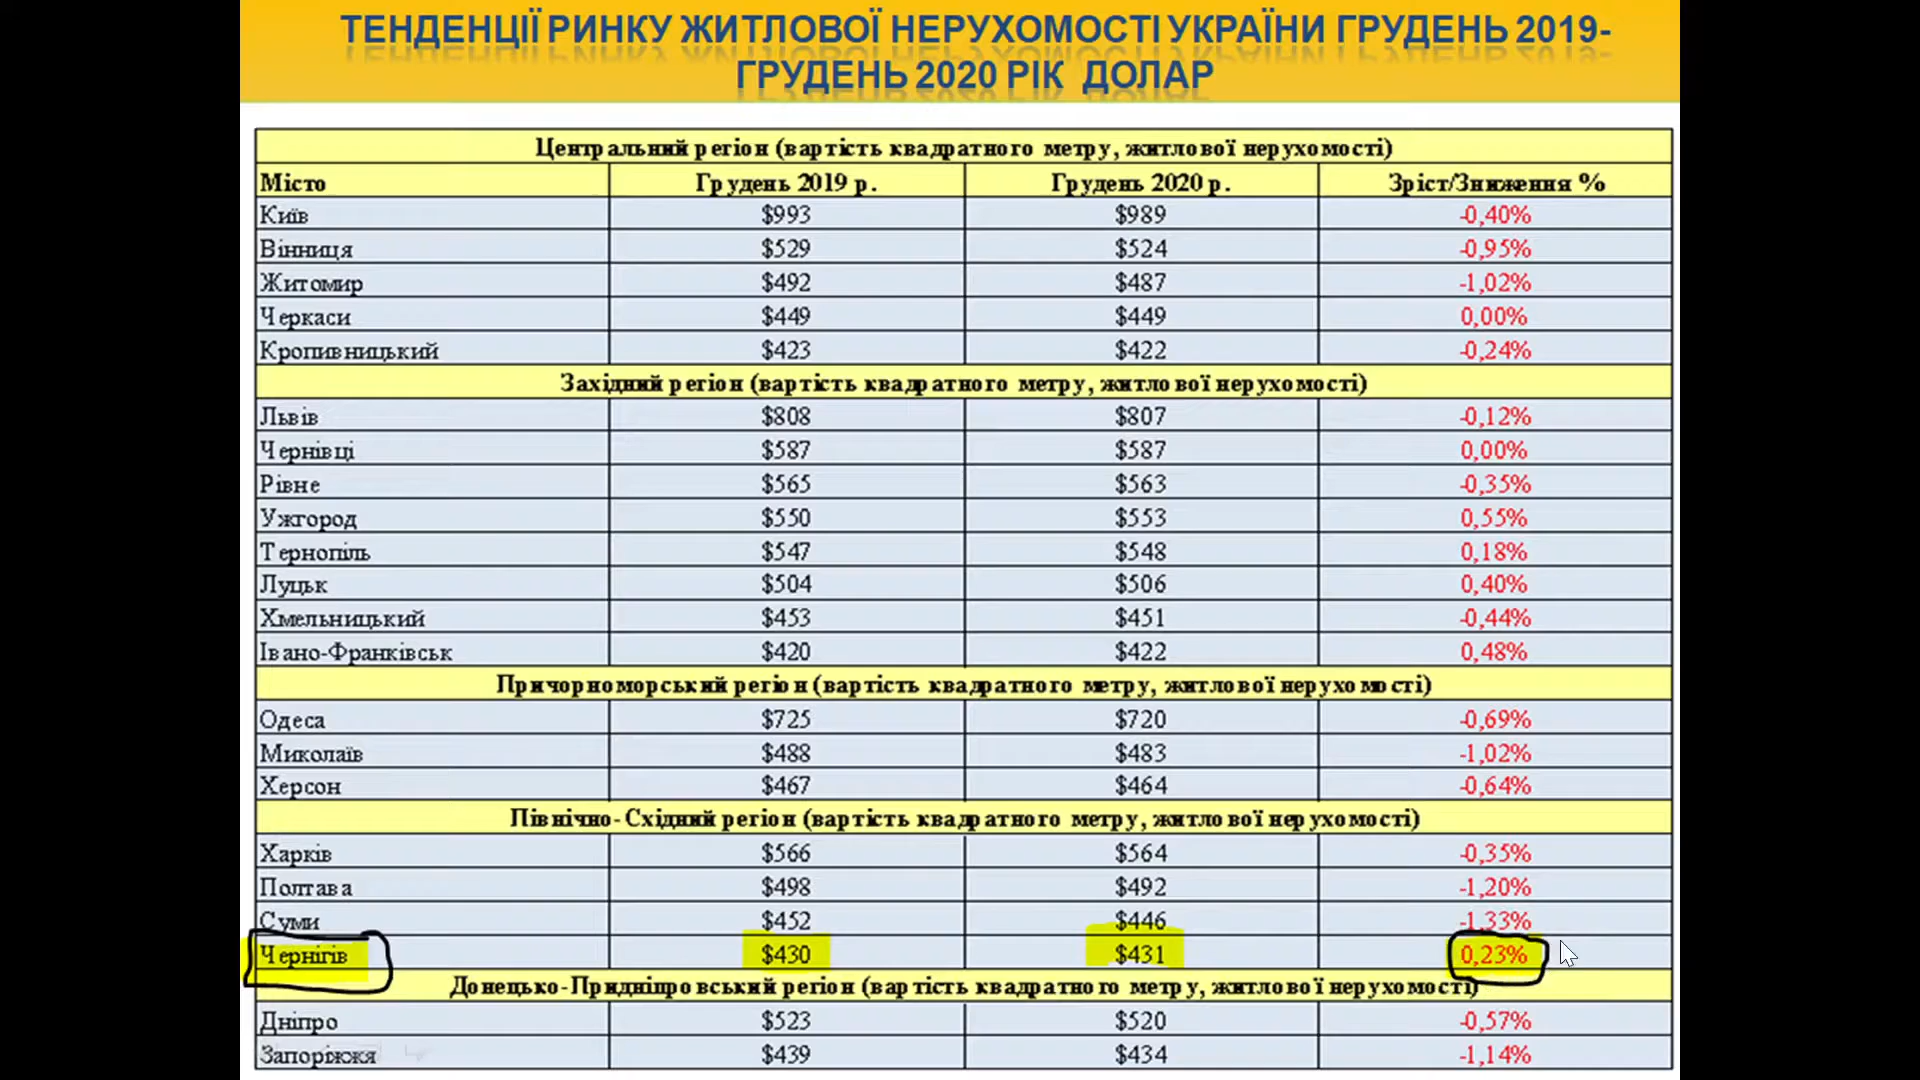 ТЕНДЕНЦІЇ РИНКУ ЖИТЛОВОЇ НЕРУХОМОСТІ УКРАЇНИ ГРУДЕНЬ 2019-
ГРУДЕНЬ 2020 РІК ДОЛАР
Центральний регіон (вартість квадратного метру, житлової нерухомості)
Місто Грудень 2019 р. Грудень 2020 р. Зріст/Зниження %
Київ $993 $989 -0,40%
Вінниця $529 $524 -0,95%
Житомир $492 $487 -1,02%
Черкаси $449 $449 0,00%
Кропивницький $423 $422 -0,24%
Західний регіон (вартість квадратного метру, житлової нерухомості)
Львів $808 $807 -0,12%
Чернівці $587 $587 0,00%
Рівне $565 $563 -0,35%
Ужгород $550 $553 0,55%
Тернопіль $547 $548 0,18%
Луцьк $504 $506 0,40%
Хмельницький $453 $451 -0,44%
Івано-Франківськ $420 $422 0,48%
Причорноморський регіон (вартість квадратного метру, житлової нерухомості)
Одеса $725 $720 -0,69%
Миколаїв $488 $483 -1,02%
Херсон $467 $464 -0,64%
Північно-Східний регіон (вартість квадратного метру, житлової нерухомості)
Харків $566 $564 -0,35%
Полтава $498 $492 -1,20%
Суми $452 $446 -1,33%
Чернігів $430 $431 0,23%
Донецько-Придніпровський регіон (вартість квадратного метру, житлової нерухомості)
Дніпро $523 $520 -0,57%
Запоріжжя $439 $434 -1,14%